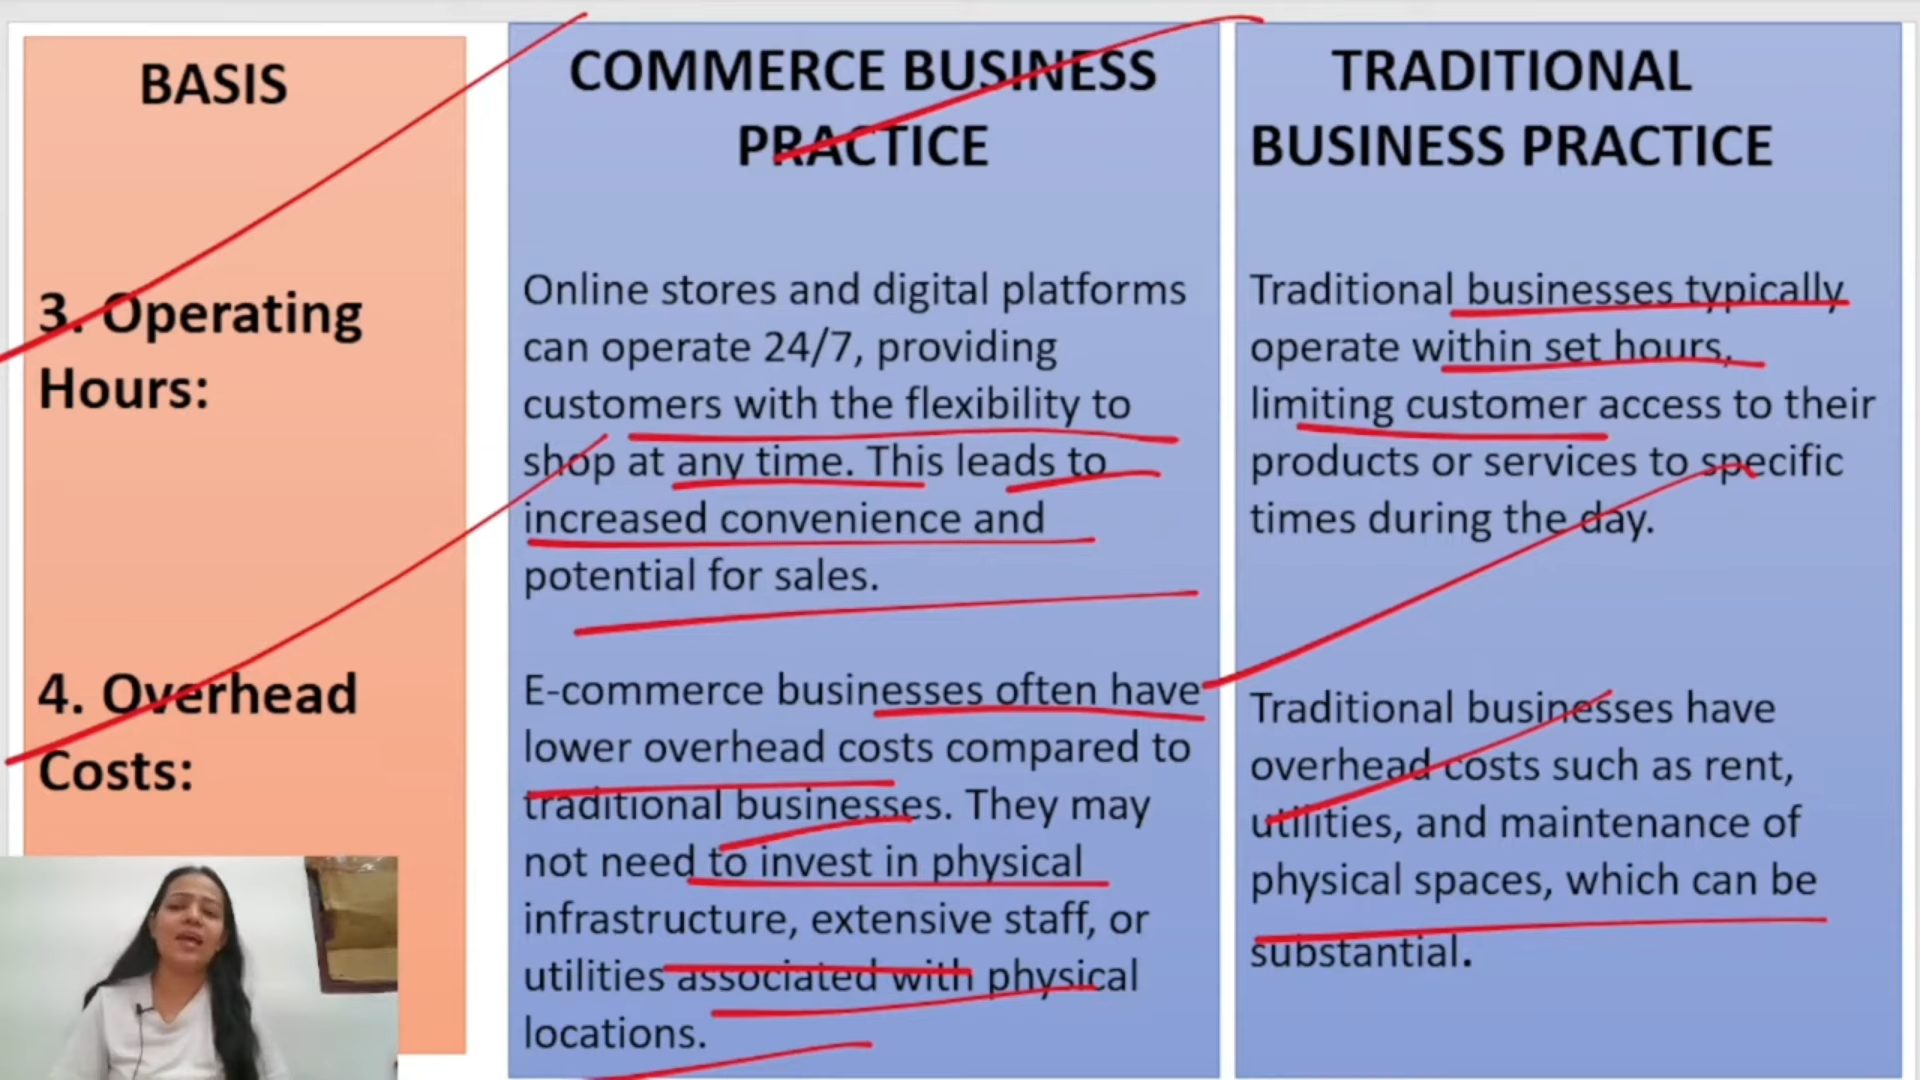 BASIS
3. Operating
Hours:
4. Overhead
Costs:
COMMERCE BUSINESS
PRACTICE
Online stores and digital platforms
can operate 24/7, providing
customers with the flexibility to
shop at any time. This leads to
increased convenience and
potential for sales.
E-commerce businesses often have
lower overhead costs compared to
traditional businesses. They may
not need to invest in physical
infrastructure, extensive staff, or
utilities associated with physical
locations.
TRADITIONAL
BUSINESS PRACTICE
Traditional businesses typically
operate within set hours,
limiting customer access to their
products or services to specific
times during the day.
Traditional businesses have
overhead costs such as rent,
utilities, and maintenance of
physical spaces, which can be
substantial.